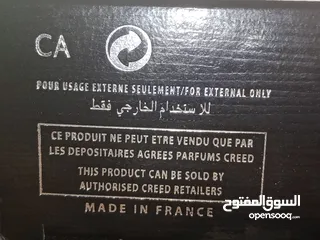 CA
POUR USAGE EXTERNE SEULEMENT/FOR EXTERNAL ONLY
للاستخدام الخارجي فقط
CE PRODUIT NE PEUT ETRE VENDU QUE PAR
LES DEPOSITAIRES AGREES PARFUMS CREED
THIS PRODUCT CAN BE SOLD BY
AUTHORISED CREED RETAILERS
MADE IN FRANCE
السوق المفتوح
opensooq.com